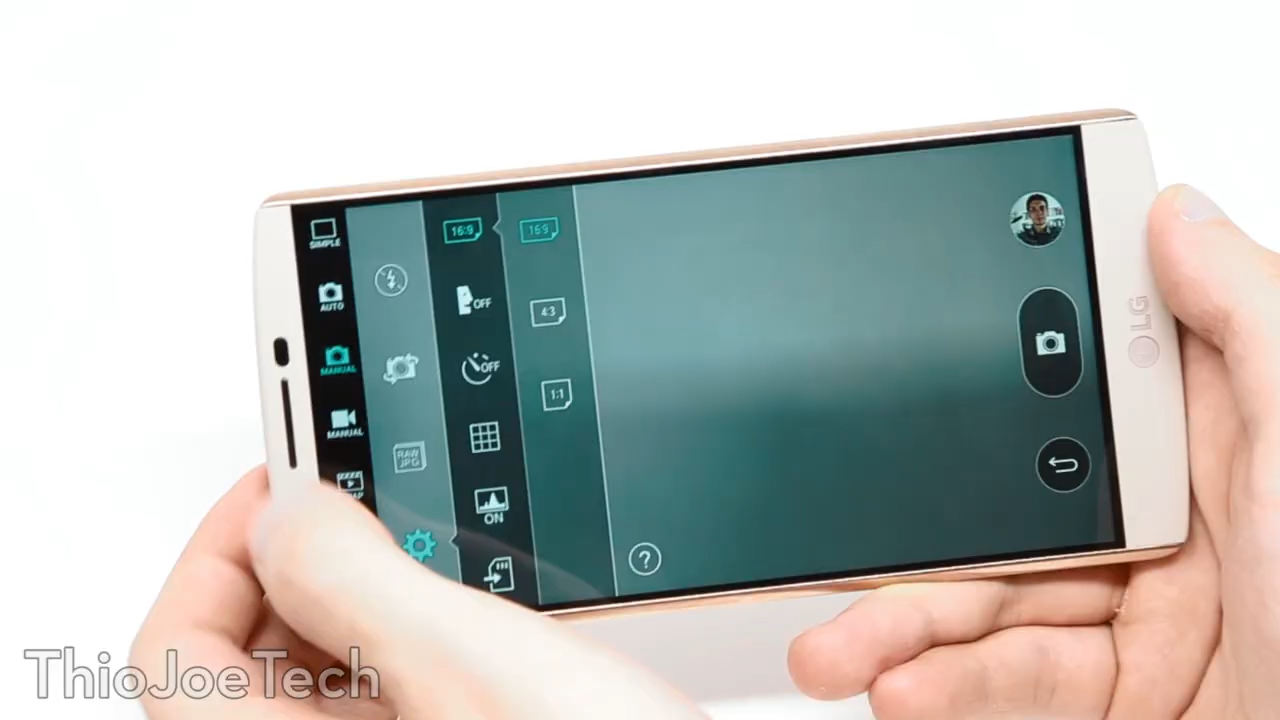 SIMPLE
AUTO
MANUAL
MANUAL
RAW
JPG
16:9
OFF
OFF
ON
16:9
4:3
1:1
?
LG
ThioJoeTech